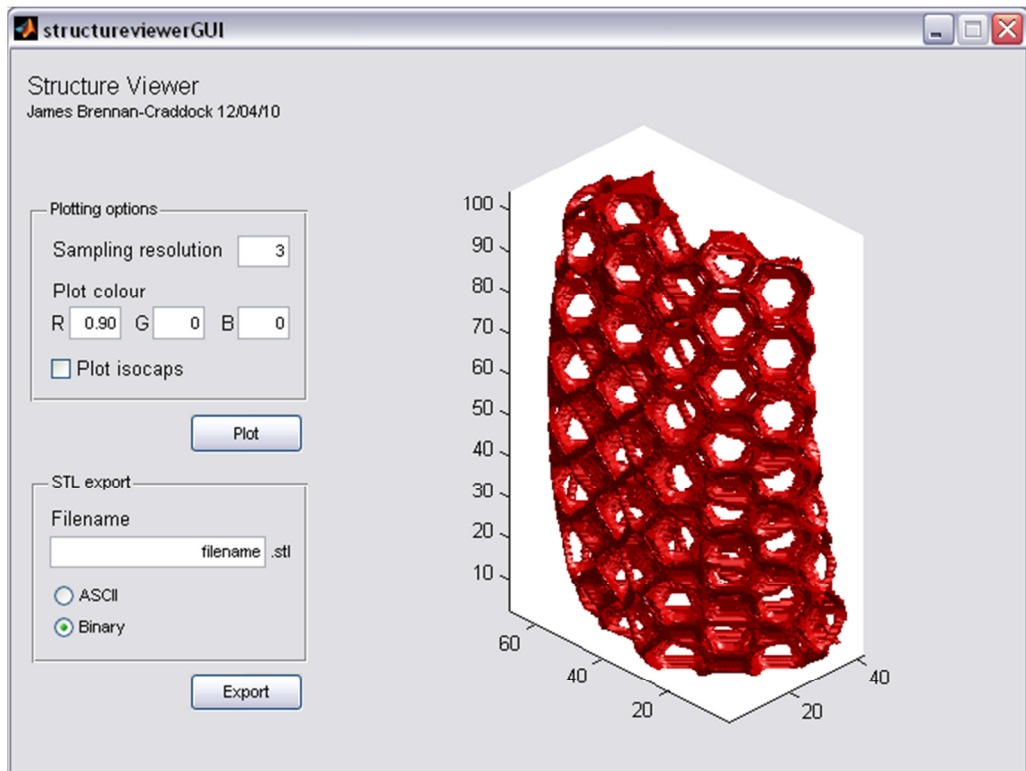 structureviewerGUI
Structure Viewer
James Brennan-Craddock 12/04/10
Plotting options
Sampling resolution 3
Plot colour
R 0.90 G 0 B 0
Plot isocaps
Plot
STL export
Filename
filename .stl
ASCII
Binary
Export
100
90
80
70
60
50
40
30
20
10
60
40
20
20
40